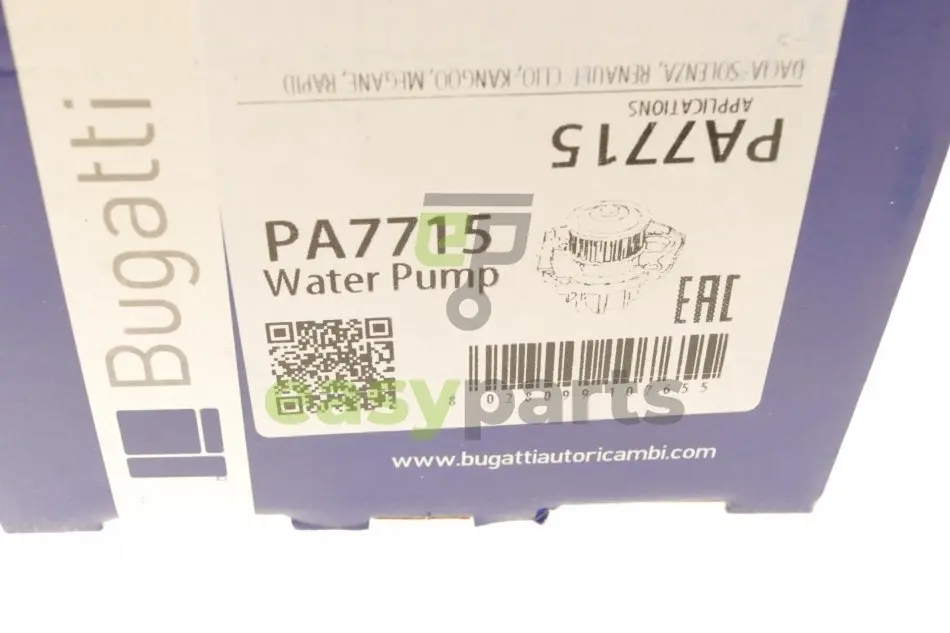 DACIA: SOLENZA, RENAULT: CLIO, KANGOO, MEGANE, RAPID
APPLICATIONS
PA7715
Bugatti
PA7715
Water Pump
EAC
easyparts
www.bugattiautoricambi.com